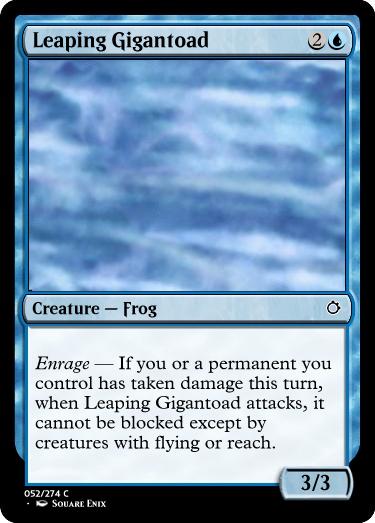 Leaping Gigantoad 2
Creature — Frog
Enrage — If you or a permanent you
control has taken damage this turn,
when Leaping Gigantoad attacks, it
cannot be blocked except by
creatures with flying or reach.
3/3
052/274 C
· Square Enix